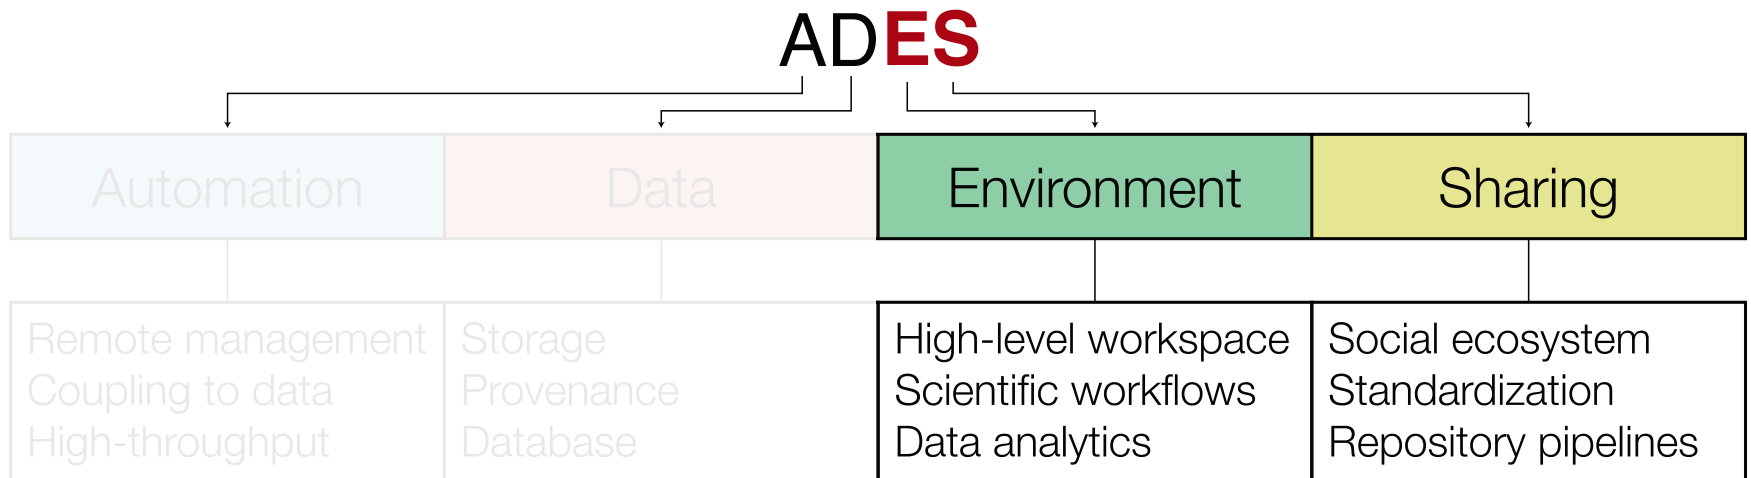 ADES
Automation
Data
Environment
Sharing
Remote management
Coupling to data
High-throughput
Storage
Provenance
Database
High-level workspace
Scientific workflows
Data analytics
Social ecosystem
Standardization
Repository pipelines